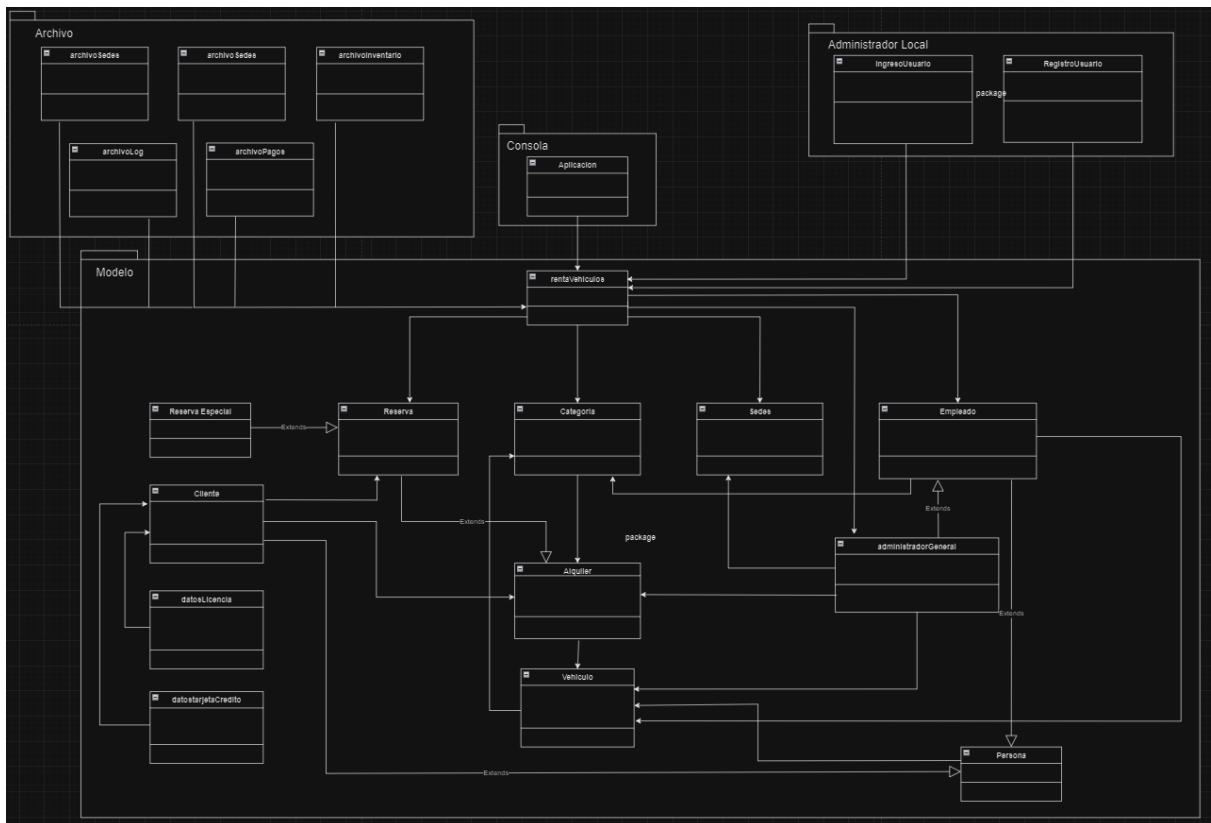 Archivo
archivoSedes
archivoSedes
archivoInventario
archivoLog
archivoPagos
Consola
Aplicacion
Administrador Local
IngresoUsuario
package
RegistroUsuario
Modelo
rentaVehiculos
Reserva Especial
Extends
Reserva
Categoria
Sedes
Empleado
Cliente
Extends
package
Extends
administradorGeneral
Alquiler
datosLicencia
Extends
Vehiculo
datostarjetaCredito
Extends
Persona